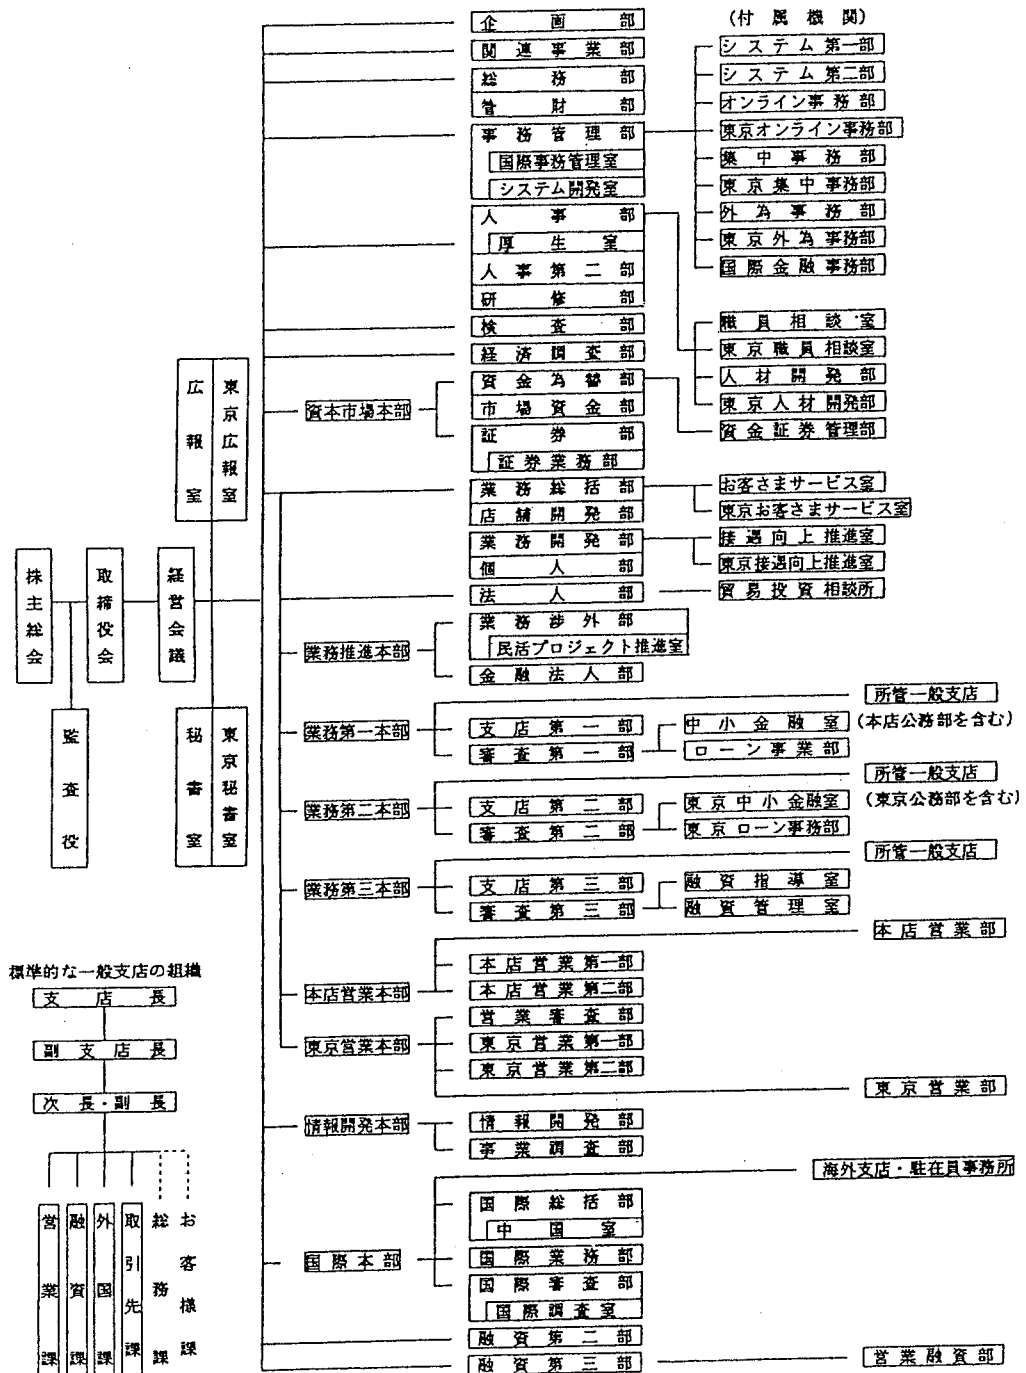 企画部
関連事業部
総務部
管財部
事務管理部
国際事務管理室
システム開発室
人事部
厚生室
人事第二部
研修部
検査部
経済調査部
資本市場本部
資金為替部
市場資金部
証券部
証券業務部
業務総括部
店舗開発部
業務開発部
個人部
法人部
業務推進本部
業務渉外部
民活プロジェクト推進室
金融法人部
(付属機関)
システム第一部
システム第二部
オンライン事務部
東京オンライン事務部
集中事務部
東京集中事務部
外為事務部
東京外為事務部
国際金融事務部
職員相談室
東京職員相談室
人材開発部
東京人材開発部
資金証券管理部
お客さまサービス室
東京お客さまサービス室
接遇向上推進室
東京接遇向上推進室
貿易投資相談所
広報室
東京広報室
株主総会
取締役会
経営会議
監査役
秘書室
東京秘書室
業務第一本部
支店第一部
審査第一部
中小金融室
ローン事業部
所管一般支店
(本店公務部を含む)
業務第二本部
支店第二部
審査第二部
東京中小金融室
東京ローン事務部
所管一般支店
(東京公務部を含む)
業務第三本部
支店第三部
審査第三部
融資指導室
融資管理室
所管一般支店
本店営業本部
本店営業第一部
本店営業第二部
本店営業部
東京営業本部
営業審査部
東京営業第一部
東京営業第二部
東京営業部
情報開発本部
情報開発部
事業調査部
国際本部
海外支店・駐在員事務所
国際総括部
中国室
国際業務部
国際審査部
国際調査室
融資第二部
融資第三部
営業融資部
標準的な一般支店の組織
支店長
副支店長
次長・副長
営業課
融資課
外国課
取引先課
総務課
お客様課